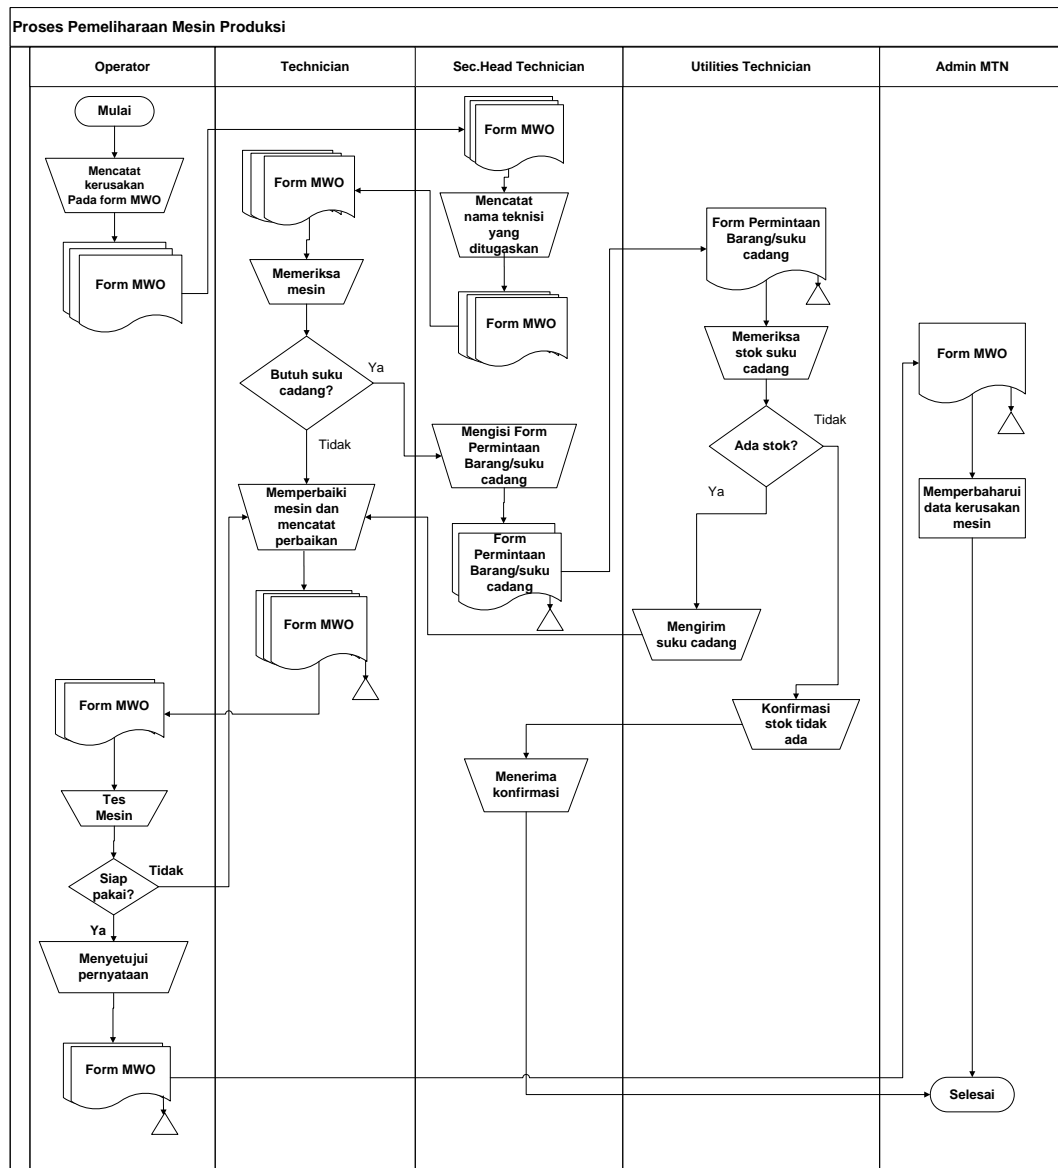 Proses Pemeliharaan Mesin Produksi
Operator
Technician
Sec.Head Technician
Utilities Technician
Admin MTN
Mulai
Mencatat
kerusakan
Pada form MWO
Form MWO
Form MWO
Mencatat
nama teknisi
yang
ditugaskan
Form MWO
Form MWO
Memeriksa
mesin
Butuh suku
cadang?
Ya
Tidak
Mengisi Form
Permintaan
Barang/suku
cadang
Form
Permintaan
Barang/suku
cadang
Form Permintaan
Barang/suku
cadang
Memeriksa
stok suku
cadang
Ada stok?
Tidak
Ya
Mengirim
suku cadang
Konfirmasi
stok tidak
ada
Menerima
konfirmasi
Memperbaiki
mesin dan
mencatat
perbaikan
Form MWO
Form MWO
Tes
Mesin
Siap
pakai?
Tidak
Ya
Menyetujui
pernyataan
Form MWO
Form MWO
Memperbaharui
data kerusakan
mesin
Selesai